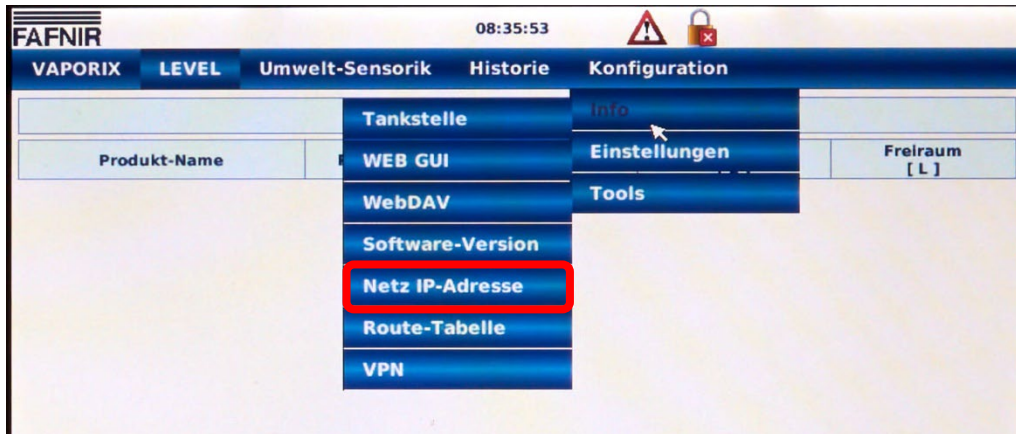 FAFNIR
08:35:53
VAPORIX LEVEL Umwelt-Sensorik Historie Konfiguration
Tankstelle
WEB GUI
WebDAV
Software-Version
Netz IP-Adresse
Route-Tabelle
VPN
Info
Einstellungen
Tools
Produkt-Name
Freiraum
[ L ]